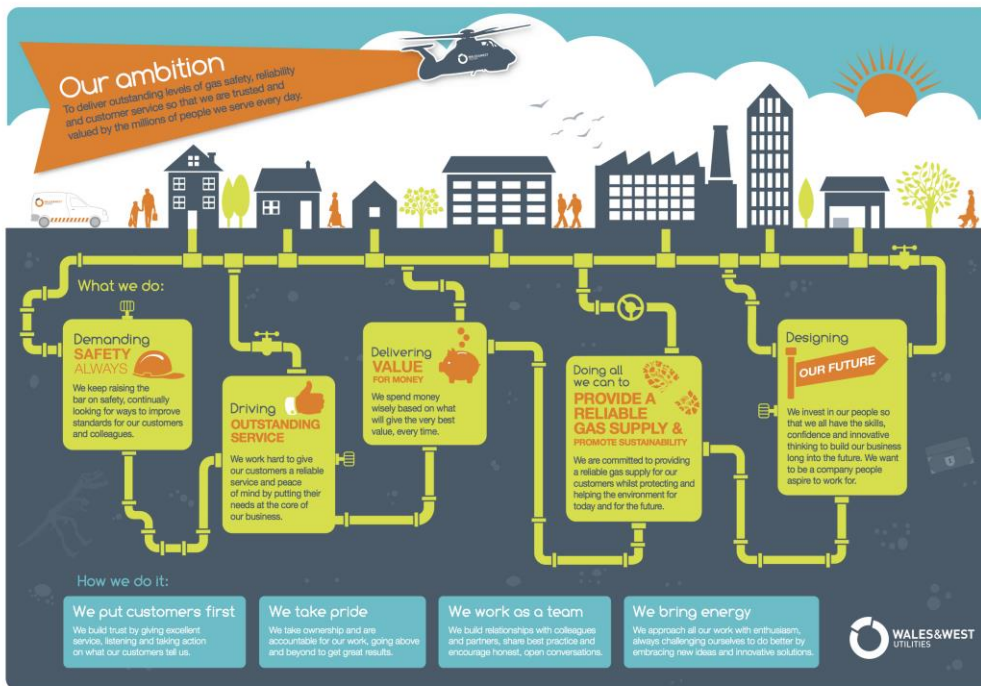 Our ambition
To deliver outstanding levels of gas safety, reliability
and customer service so that we are trusted and
valued by the millions of people we serve every day.
What we do:
Demanding
SAFETY
ALWAYS
We keep raising the
bar on safety, continually
looking for ways to improve
standards for our customers
and colleagues.
Driving
OUTSTANDING
SERVICE
We work hard to give
our customers a reliable
service and peace
of mind by putting their
needs at the core of
our business.
Delivering
VALUE
FOR MONEY
We spend money
wisely based on what
will give the very best
value, every time.
Doing all
we can to
PROVIDE A
RELIABLE
GAS SUPPLY &
PROMOTE SUSTAINABILITY
We are committed to providing
a reliable gas supply for our
customers whilst protecting and
helping the environment for
today and for the future.
Designing
OUR FUTURE
We invest in our people so
that we all have the skills,
confidence and innovative
thinking to build our business
long into the future. We want
to be a company people
aspire to work for.
How we do it:
We put customers first
We build trust by giving excellent
service, listening and taking action
on what our customers tell us.
We take pride
We take ownership and are
accountable for our work, going above
and beyond to get great results.
We work as a team
We build relationships with colleagues
and partners, share best practice and
encourage honest, open conversations.
We bring energy
We approach all our work with enthusiasm,
always challenging ourselves to do better by
embracing new ideas and innovative solutions.
WALES&WEST
UTILITIES